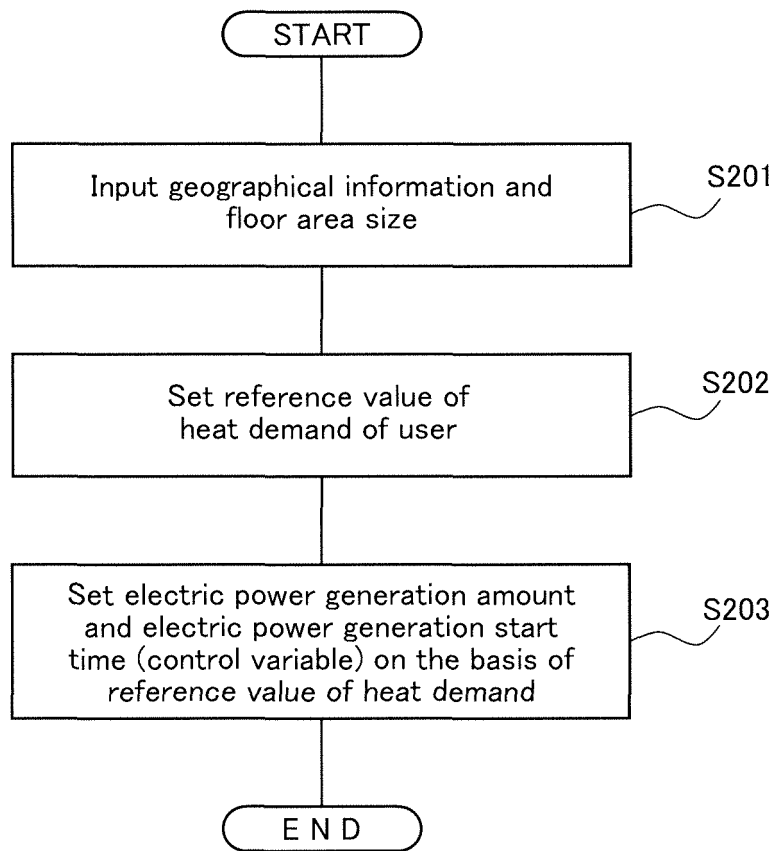 START
Input geographical information and
floor area size
S201
Set reference value of
heat demand of user
S202
Set electric power generation amount
and electric power generation start
time (control variable) on the basis of
reference value of heat demand
S203
END